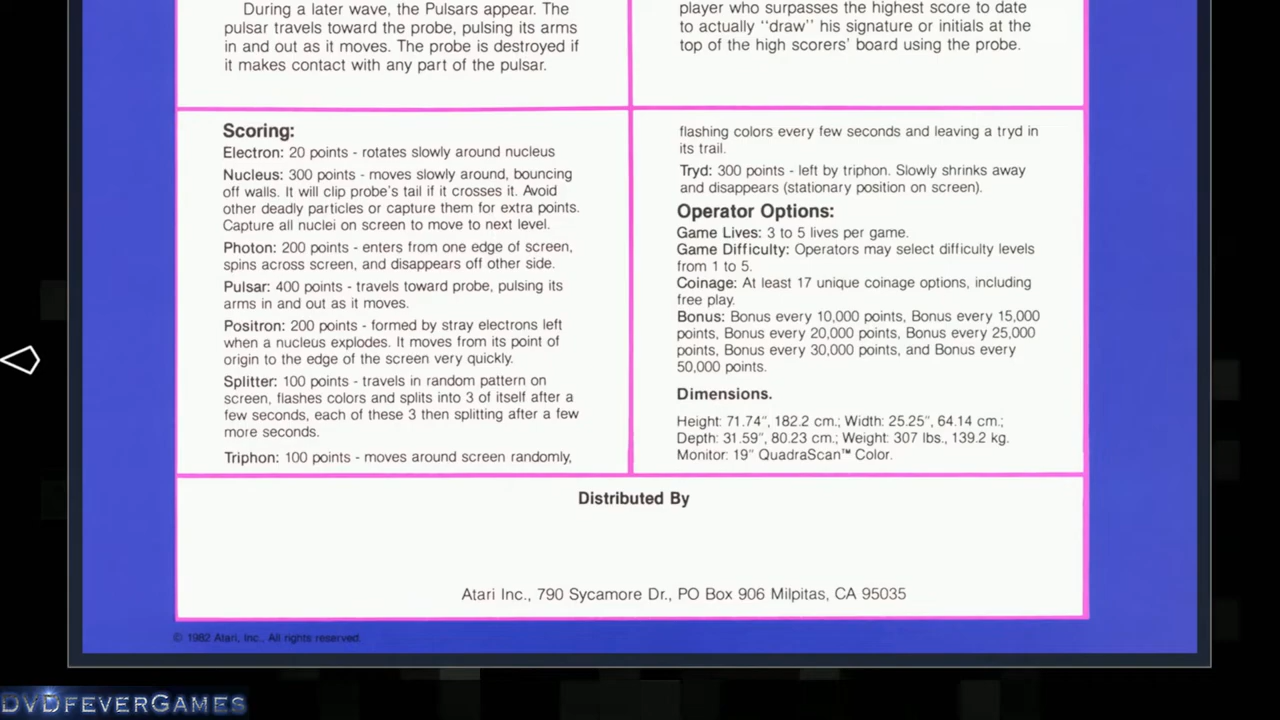 During a later wave, the Pulsars appear. The
pulsar travels toward the probe, pulsing its arms
in and out as it moves. The probe is destroyed if
it makes contact with any part of the pulsar.
player who surpasses the highest score to date
to actually ‘‘draw’’ his signature or initials at the
top of the high scorers’ board using the probe.
Scoring:
Electron: 20 points - rotates slowly around nucleus
Nucleus: 300 points - moves slowly around, bouncing
off walls. It will clip probe’s tail if it crosses it. Avoid
other deadly particles or capture them for extra points.
Capture all nuclei on screen to move to next level.
Photon: 200 points - enters from one edge of screen,
spins across screen, and disappears off other side.
Pulsar: 400 points - travels toward probe, pulsing its
arms in and out as it moves.
Positron: 200 points - formed by stray electrons left
when a nucleus explodes. It moves from its point of
origin to the edge of the screen very quickly.
Splitter: 100 points - travels in random pattern on
screen, flashes colors and splits into 3 of itself after a
few seconds, each of these 3 then splitting after a few
more seconds.
Triphon: 100 points - moves around screen randomly,
flashing colors every few seconds and leaving a tryd in
its trail.
Tryd: 300 points - left by triphon. Slowly shrinks away
and disappears (stationary position on screen).
Operator Options:
Game Lives: 3 to 5 lives per game.
Game Difficulty: Operators may select difficulty levels
from 1 to 5.
Coinage: At least 17 unique coinage options, including
free play.
Bonus: Bonus every 10,000 points, Bonus every 15,000
points, Bonus every 20,000 points, Bonus every 25,000
points, Bonus every 30,000 points, and Bonus every
50,000 points.
Dimensions.
Height: 71.74”, 182.2 cm.; Width: 25.25”, 64.14 cm.;
Depth: 31.59”, 80.23 cm.; Weight: 307 lbs., 139.2 kg.
Monitor: 19” QuadraScan™ Color.
Distributed By
Atari Inc., 790 Sycamore Dr., PO Box 906 Milpitas, CA 95035
© 1982 Atari, Inc., All rights reserved.
DVDFEVERGAMES